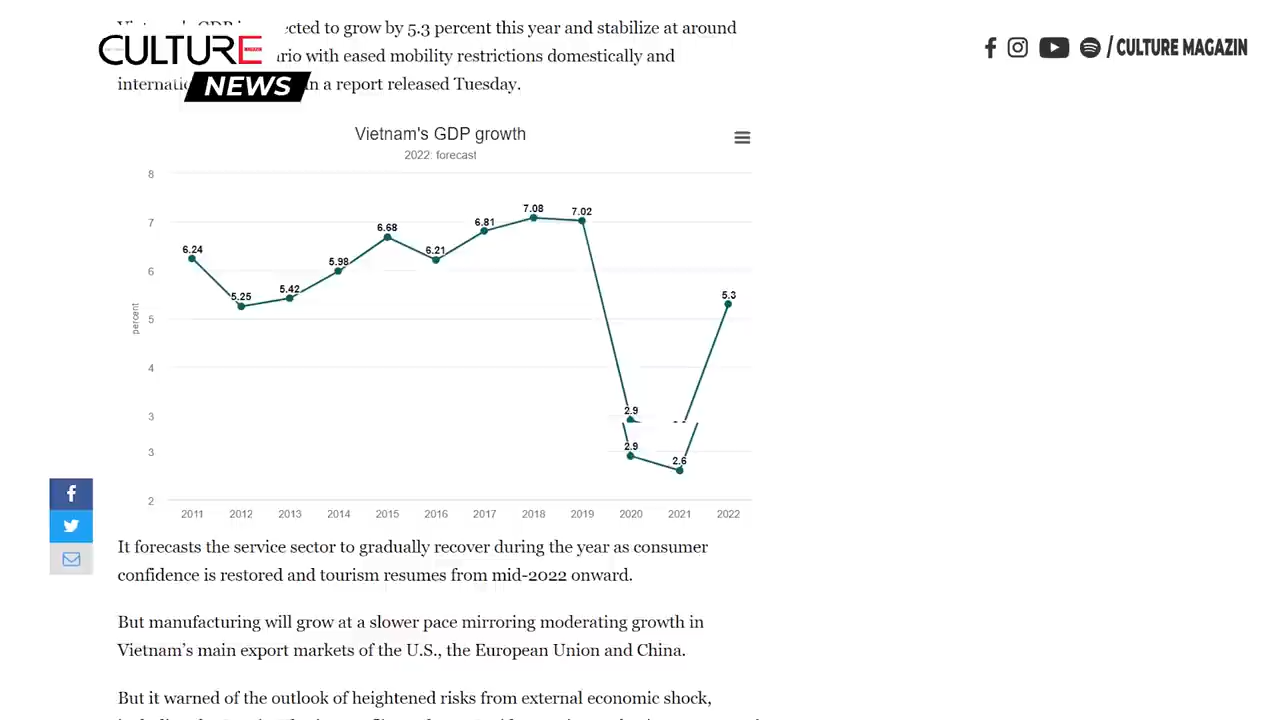 Vietnam's GDP is expected to grow by 5.3 percent this year and stabilize at around
CULTURE
ario with eased mobility restrictions domestically and
internatio
NEWS
in a report released Tuesday.
/ CULTURE MAGAZIN
Vietnam's GDP growth
2022: forecast
percent
8
7
6
5
4
3
3
2
6.24
5.25
5.42
5.98
6.68
6.21
6.81
7.08
7.02
2.9
2.9
2.6
5.3
2011 2012 2013 2014 2015 2016 2017 2018 2019 2020 2021 2022
It forecasts the service sector to gradually recover during the year as consumer
confidence is restored and tourism resumes from mid-2022 onward.
But manufacturing will grow at a slower pace mirroring moderating growth in
Vietnam's main export markets of the U.S., the European Union and China.
But it warned of the outlook of heightened risks from external economic shock,